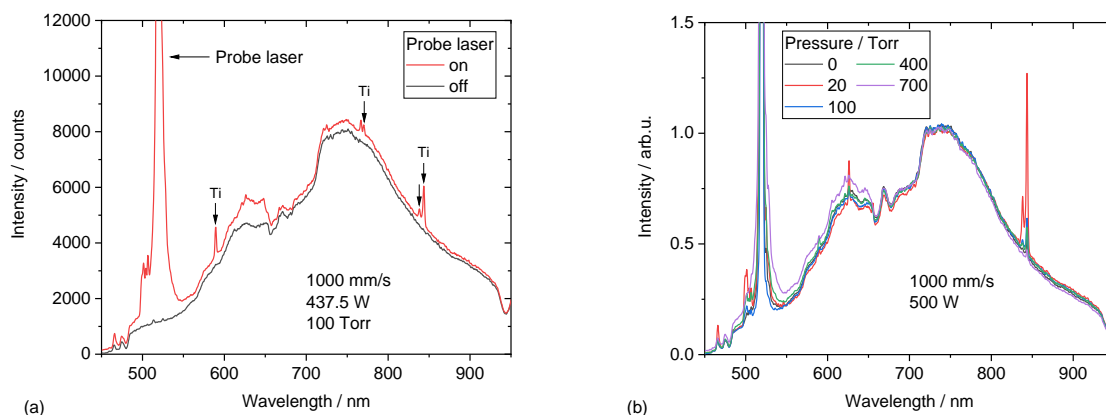 12000
10000
8000
6000
4000
2000
0
Intensity / counts
Probe laser
Probe laser
on
off
Ti
Ti
Ti
1000 mm/s
437.5 W
100 Torr
500 600 700 800 900
Wavelength / nm
(a)
1.5
1.0
0.5
0.0
Intensity / arb.u.
Pressure / Torr
0 400
20 700
100
1000 mm/s
500 W
500 600 700 800 900
Wavelength / nm
(b)